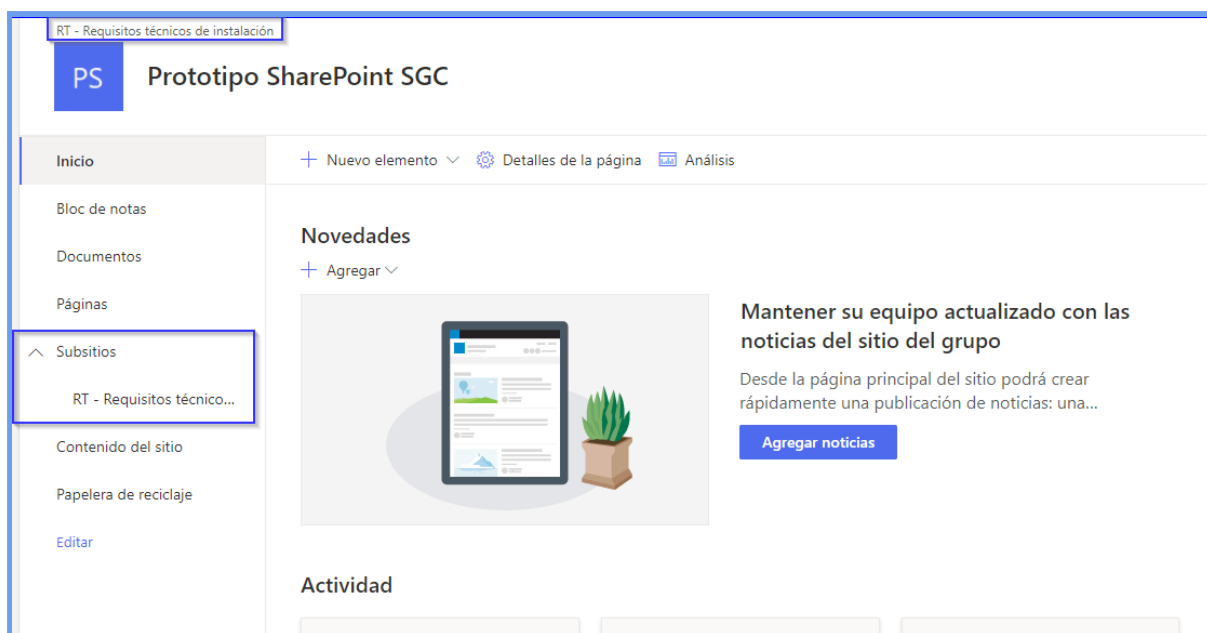 RT - Requisitos técnicos de instalación
PS
Prototipo SharePoint SGC
Inicio
Bloc de notas
Documentos
Páginas
Subsitios
RT - Requisitos técnico...
Contenido del sitio
Papelera de reciclaje
Editar
Nuevo elemento
Detalles de la página
Análisis
Novedades
Agregar
Mantener su equipo actualizado con las
noticias del sitio del grupo
Desde la página principal del sitio podrá crear
rápidamente una publicación de noticias: una...
Agregar noticias
Actividad